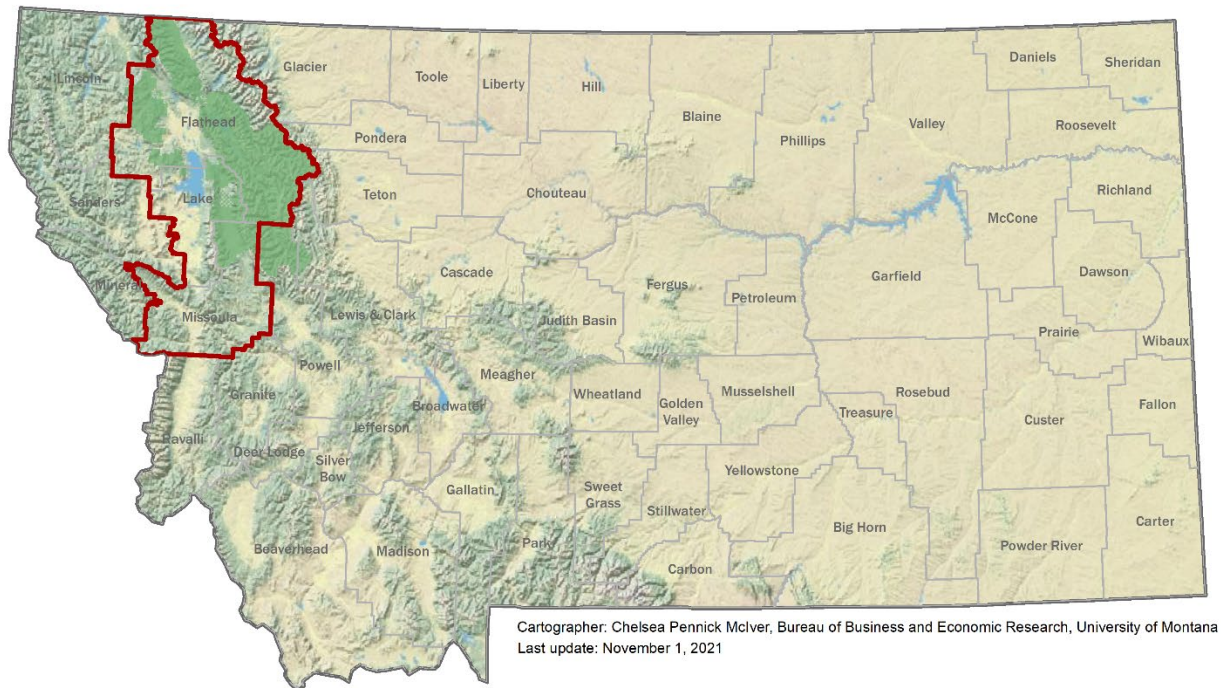 Lincoln
Flathead
Glacier
Toole
Liberty
Hill
Blaine
Phillips
Valley
Daniels
Sheridan
Roosevelt
Pondera
Teton
Chouteau
Richland
McCone
Lake
Sanders
Cascade
Fergus
Petroleum
Garfield
Dawson
Mineral
Missoula
Lewis & Clark
Judith Basin
Prairie
Wibaux
Powell
Meagher
Granite
Broadwater
Wheatland
Golden
Valley
Musselshell
Treasure
Rosebud
Custer
Fallon
Ravalli
Deer Lodge
Silver
Bow
Jefferson
Gallatin
Sweet
Grass
Stillwater
Yellowstone
Big Horn
Carter
Beaverhead
Madison
Park
Carbon
Powder River
Cartographer: Chelsea Pennick McIver, Bureau of Business and Economic Research, University of Montana
Last update: November 1, 2021